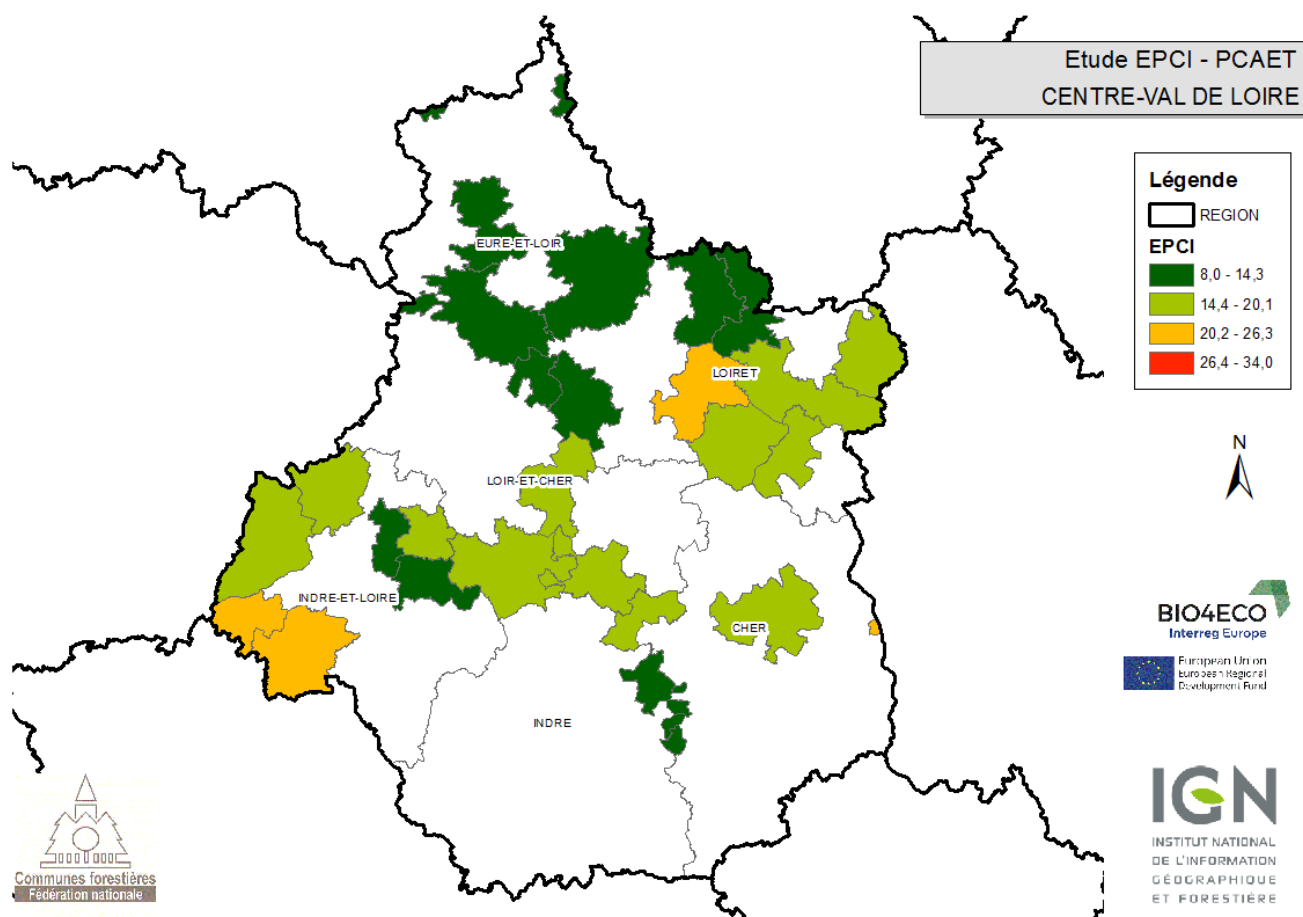 Etude EPCI - PCAET
CENTRE-VAL DE LOIRE
Légende
REGION
EPCI
8,0 - 14,3
14,4 - 20,1
20,2 - 26,3
26,4 - 34,0
EURE-ET-LOIR
LOIRET
LOIR-ET-CHER
INDRE-ET-LOIRE
CHER
INDRE
N
BIO4ECO
Interreg Europe
European Union
European Regional
Development Fund
IGN
INSTITUT NATIONAL
DE L'INFORMATION
GÉOGRAPHIQUE
ET FORESTIÈRE
Communes forestières
Fédération nationale